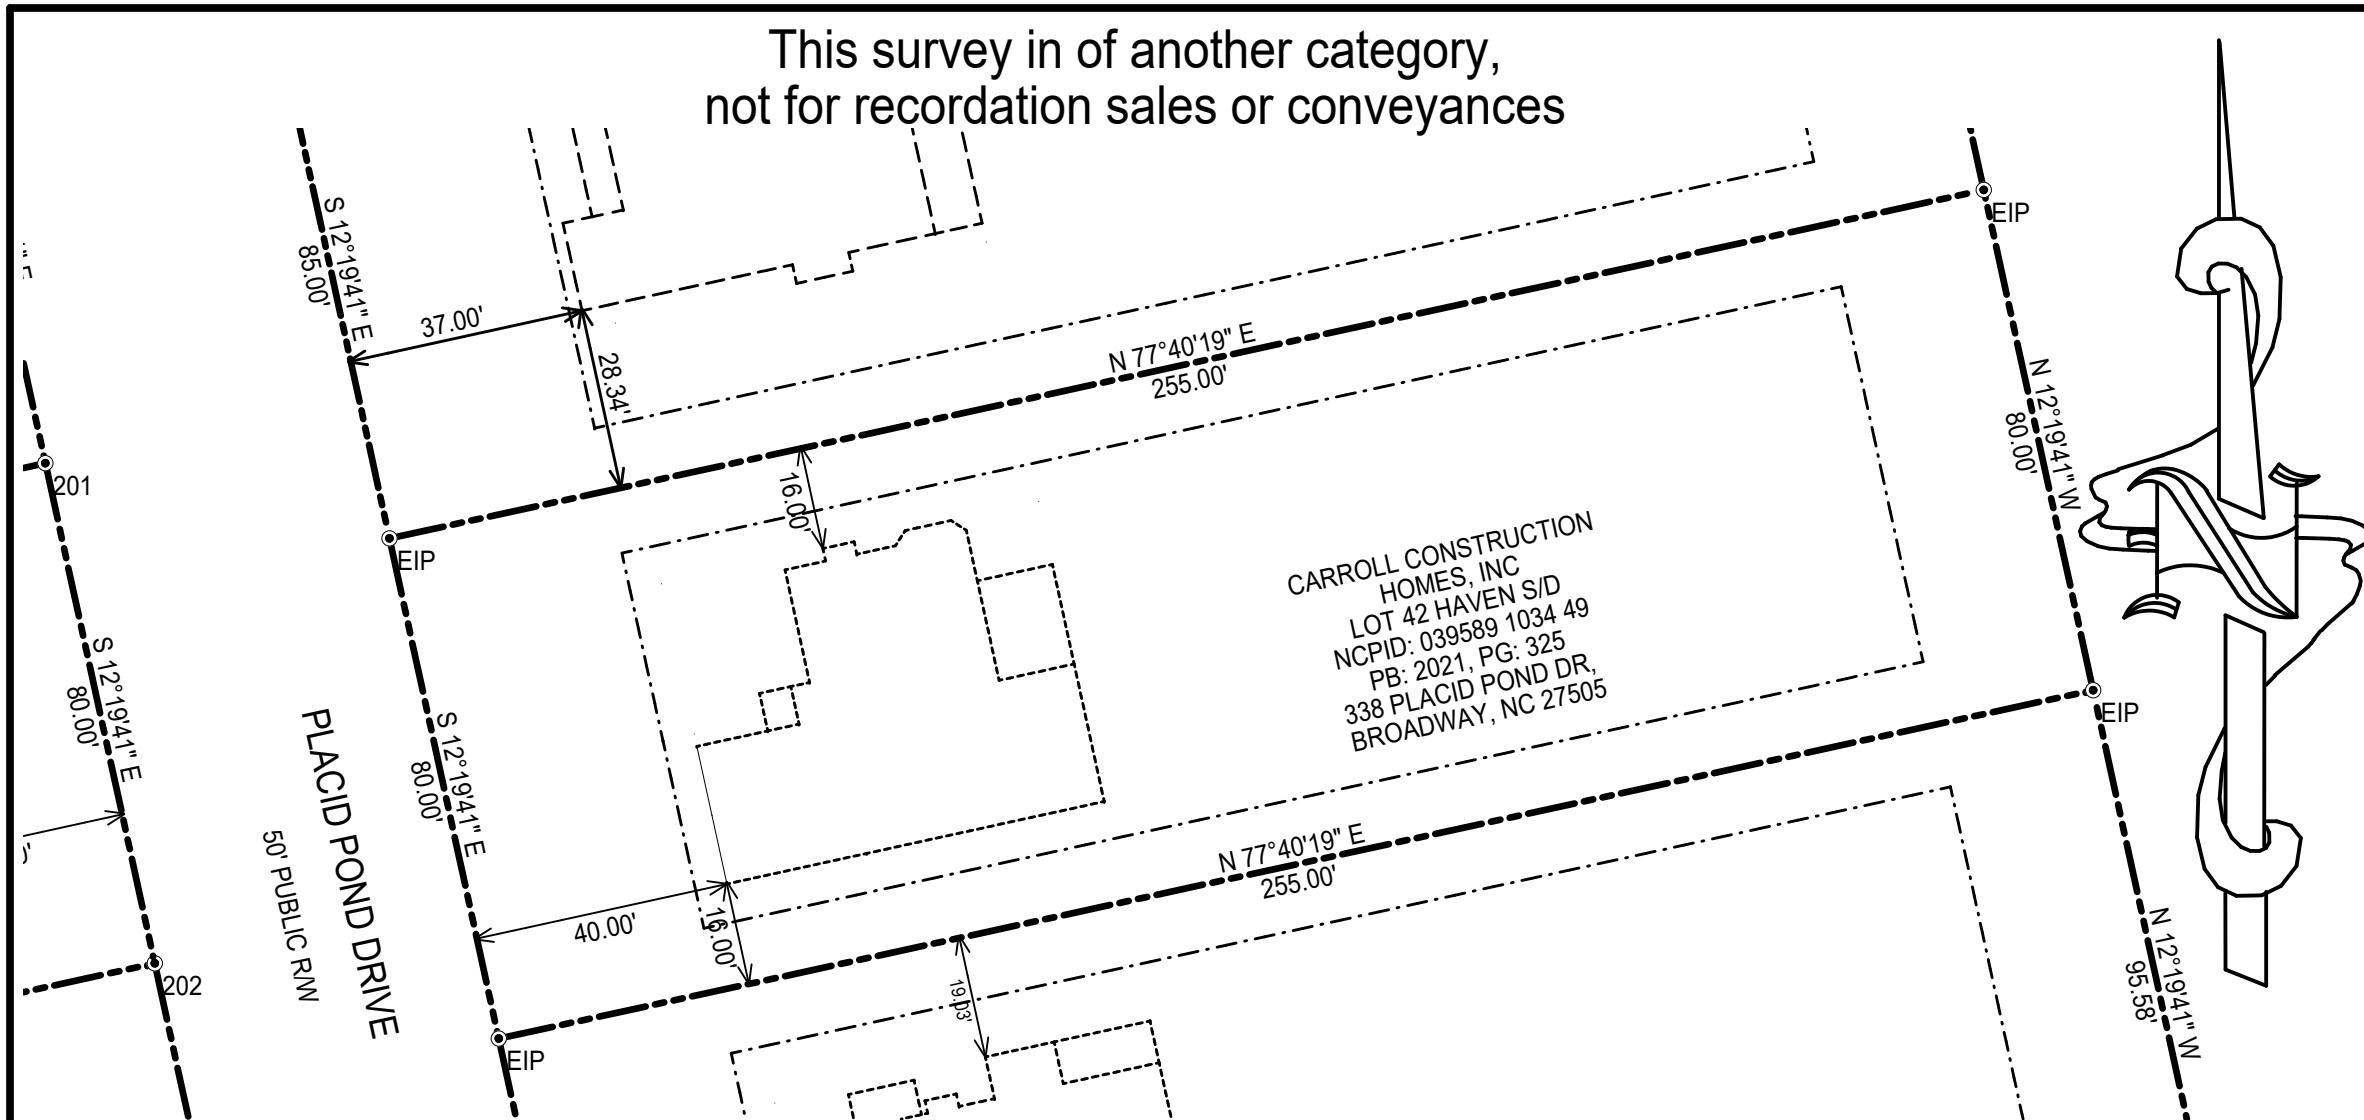 This survey in of another category,
not for recordation sales or conveyances
S 12°19'41" E
85.00'
37.00'
28.34'
N 77°40'19" E
255.00'
EIP
N 12°19'41" W
80.00'
201
EIP
16.00'
CARROLL CONSTRUCTION
HOMES, INC
LOT 42 HAVEN S/D
NCPID: 039589 1034 49
PB: 2021, PG: 325
338 PLACID POND DR,
BROADWAY, NC 27505
S 12°19'41" E
80.00'
PLACID POND DRIVE
50' PUBLIC R/W
S 12°19'41" E
80.00'
EIP
N 77°40'19" E
255.00'
40.00'
16.00'
19.03'
N 12°19'41" W
95.58'
202
EIP
N